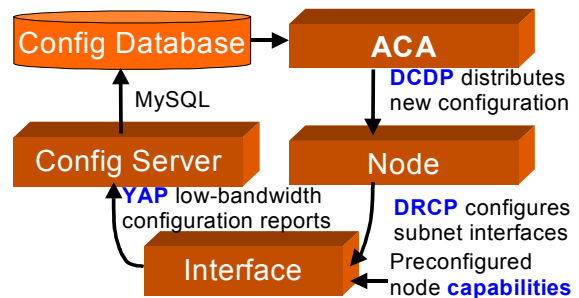 Config Database
ACA
DCDP distributes
new configuration
MySQL
Config Server
Node
YAP low-bandwidth
configuration reports
DRCP configures
subnet interfaces
Interface
Preconfigured
node capabilities